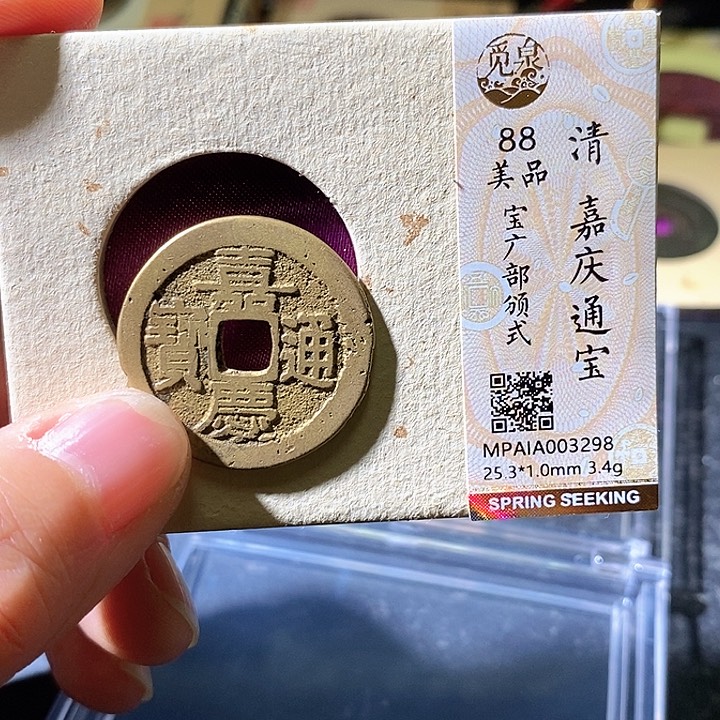 嘉慶通寶
觅泉
清 嘉庆通宝
88
美品
宝广部颁式
MPAIA003298
25.3*1.0mm 3.4g
SPRING SEEKING